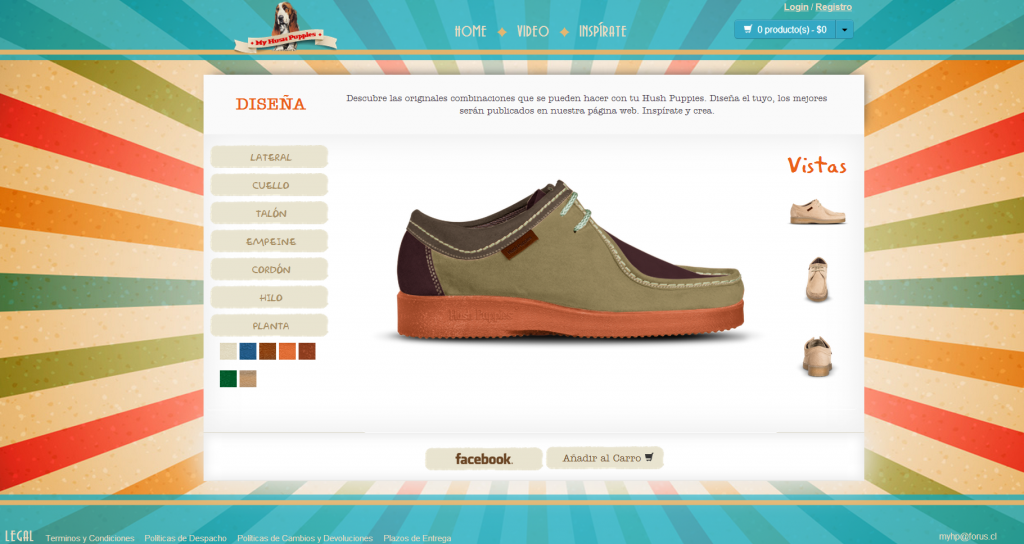 Login / Registro
My Hush Puppies
HOME ◆ VIDEO ◆ INSPÍRATE
0 producto(s) - $0
DISEÑA
Descubre las originales combinaciones que se pueden hacer con tu Hush Puppies. Diseña el tuyo, los mejores
serán publicados en nuestra página web. Inspírate y crea.
LATERAL
CUELLO
TALÓN
EMPEINE
CORDÓN
HILO
PLANTA
Vistas
Hush Puppies
facebook.
Añadir al Carro
LEGAL
Terminos y Condiciones
Políticas de Despacho
Políticas de Cambios y Devoluciones
Plazos de Entrega
myhp@forus.cl